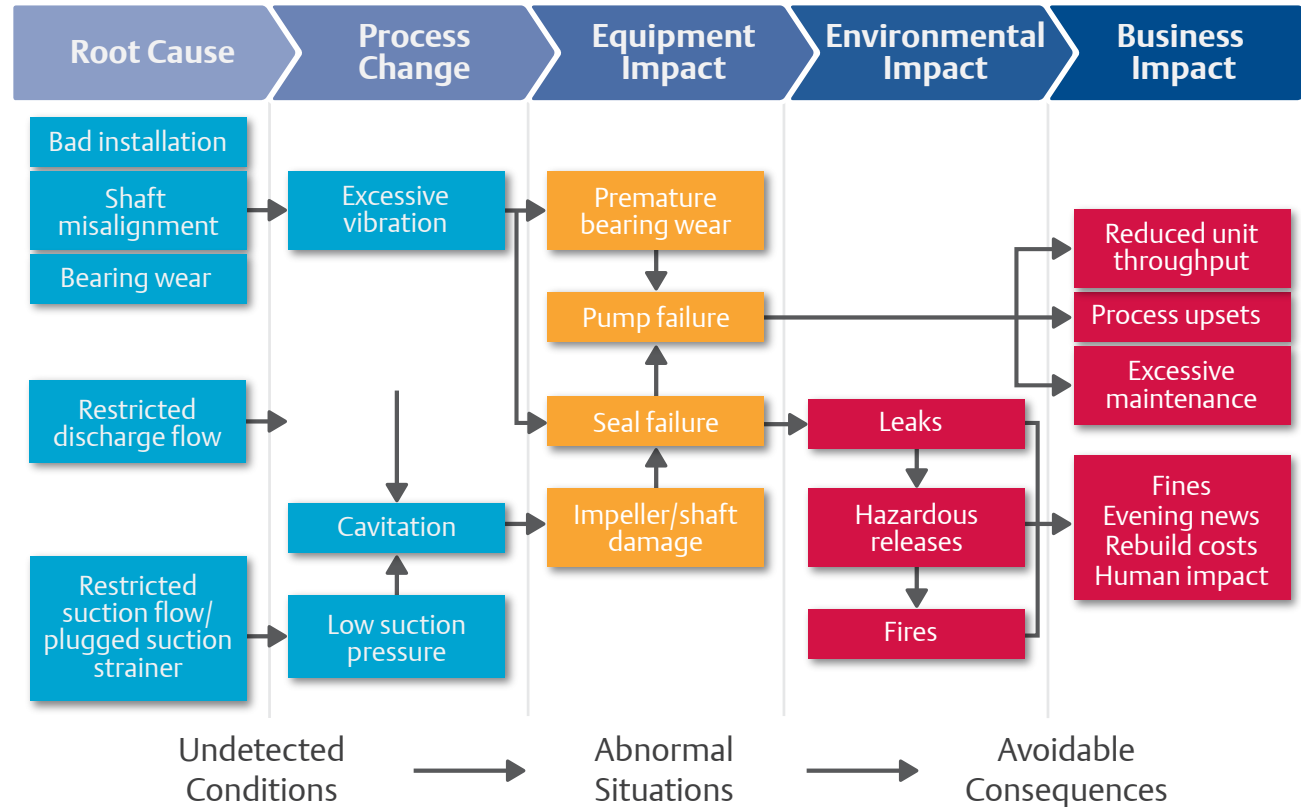 Root Cause
Process
Change
Equipment
Impact
Environmental
Impact
Business
Impact
Bad installation
Shaft
misalignment
Bearing wear
Restricted
discharge flow
Restricted
suction flow/
plugged suction
strainer
Excessive
vibration
Cavitation
Low suction
pressure
Premature
bearing wear
Pump failure
Seal failure
Impeller/shaft
damage
Leaks
Hazardous
releases
Fires
Reduced unit
throughput
Process upsets
Excessive
maintenance
Fines
Evening news
Rebuild costs
Human impact
Undetected
Conditions
Abnormal
Situations
Avoidable
Consequences